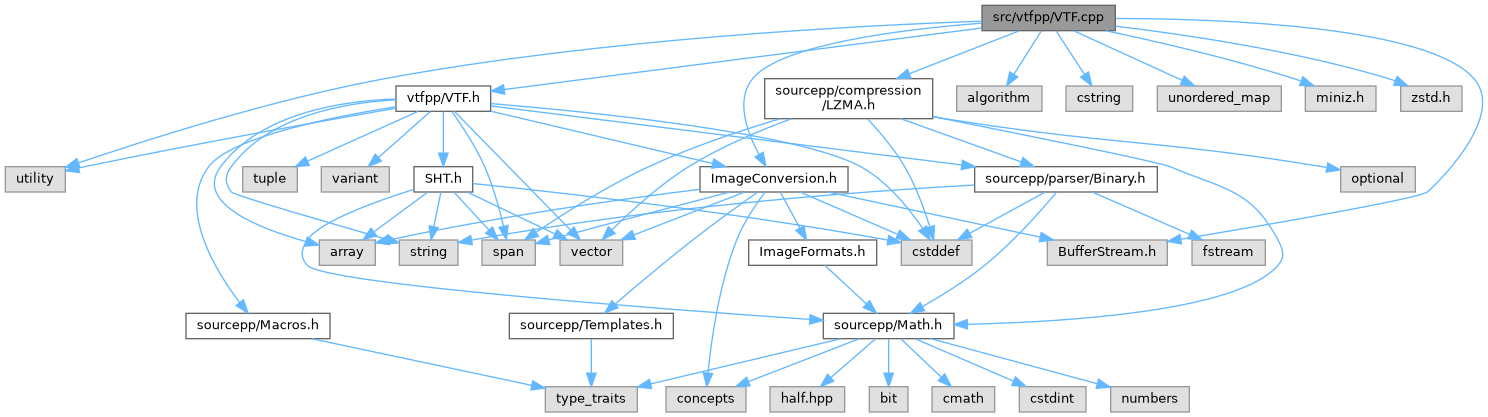 src/vtfpp/VTF.cpp
vtfpp/VTF.h
sourcepp/compression
/LZMA.h
algorithm
cstring
unordered_map
miniz.h
zstd.h
utility
tuple
variant
SHT.h
ImageConversion.h
sourcepp/parser/Binary.h
optional
array
string
span
vector
ImageFormats.h
cstddef
BufferStream.h
fstream
sourcepp/Macros.h
sourcepp/Templates.h
sourcepp/Math.h
type_traits
concepts
half.hpp
bit
cmath
cstdint
numbers